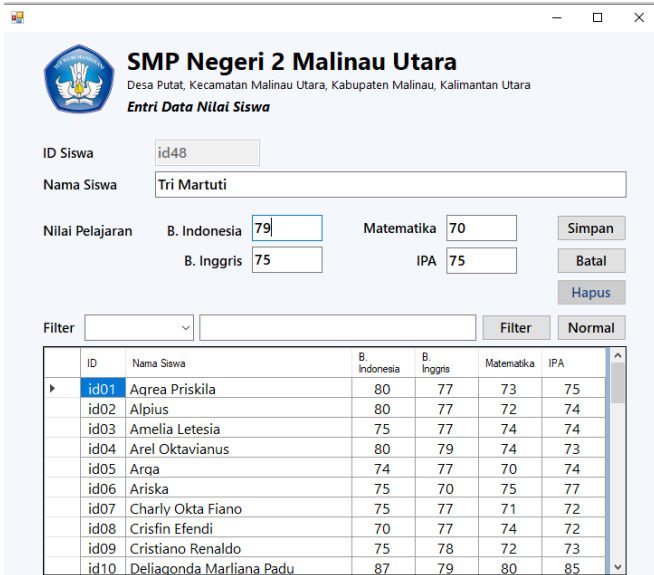 SMP Negeri 2 Malinau Utara
Desa Putat, Kecamatan Malinau Utara, Kabupaten Malinau, Kalimantan Utara
Entri Data Nilai Siswa
ID Siswa id48
Nama Siswa Tri Martuti
Nilai Pelajaran B. Indonesia 79 Matematika 70 Simpan
B. Inggris 75 IPA 75 Batal
Hapus
Filter Filter Normal
ID Nama Siswa B. Indonesia B. Inggris Matematika IPA
id01 Agrea Priskila 80 77 73 75
id02 Alpius 80 77 72 74
id03 Amelia Letesia 75 77 74 74
id04 Arel Oktavianus 80 79 74 73
id05 Arga 74 77 70 74
id06 Ariska 75 70 75 77
id07 Charly Okta Fiano 75 77 71 72
id08 Crisfin Efendi 70 77 74 72
id09 Cristiano Renaldo 75 78 72 73
id10 Deliagonda Marliana Padu 87 79 80 85